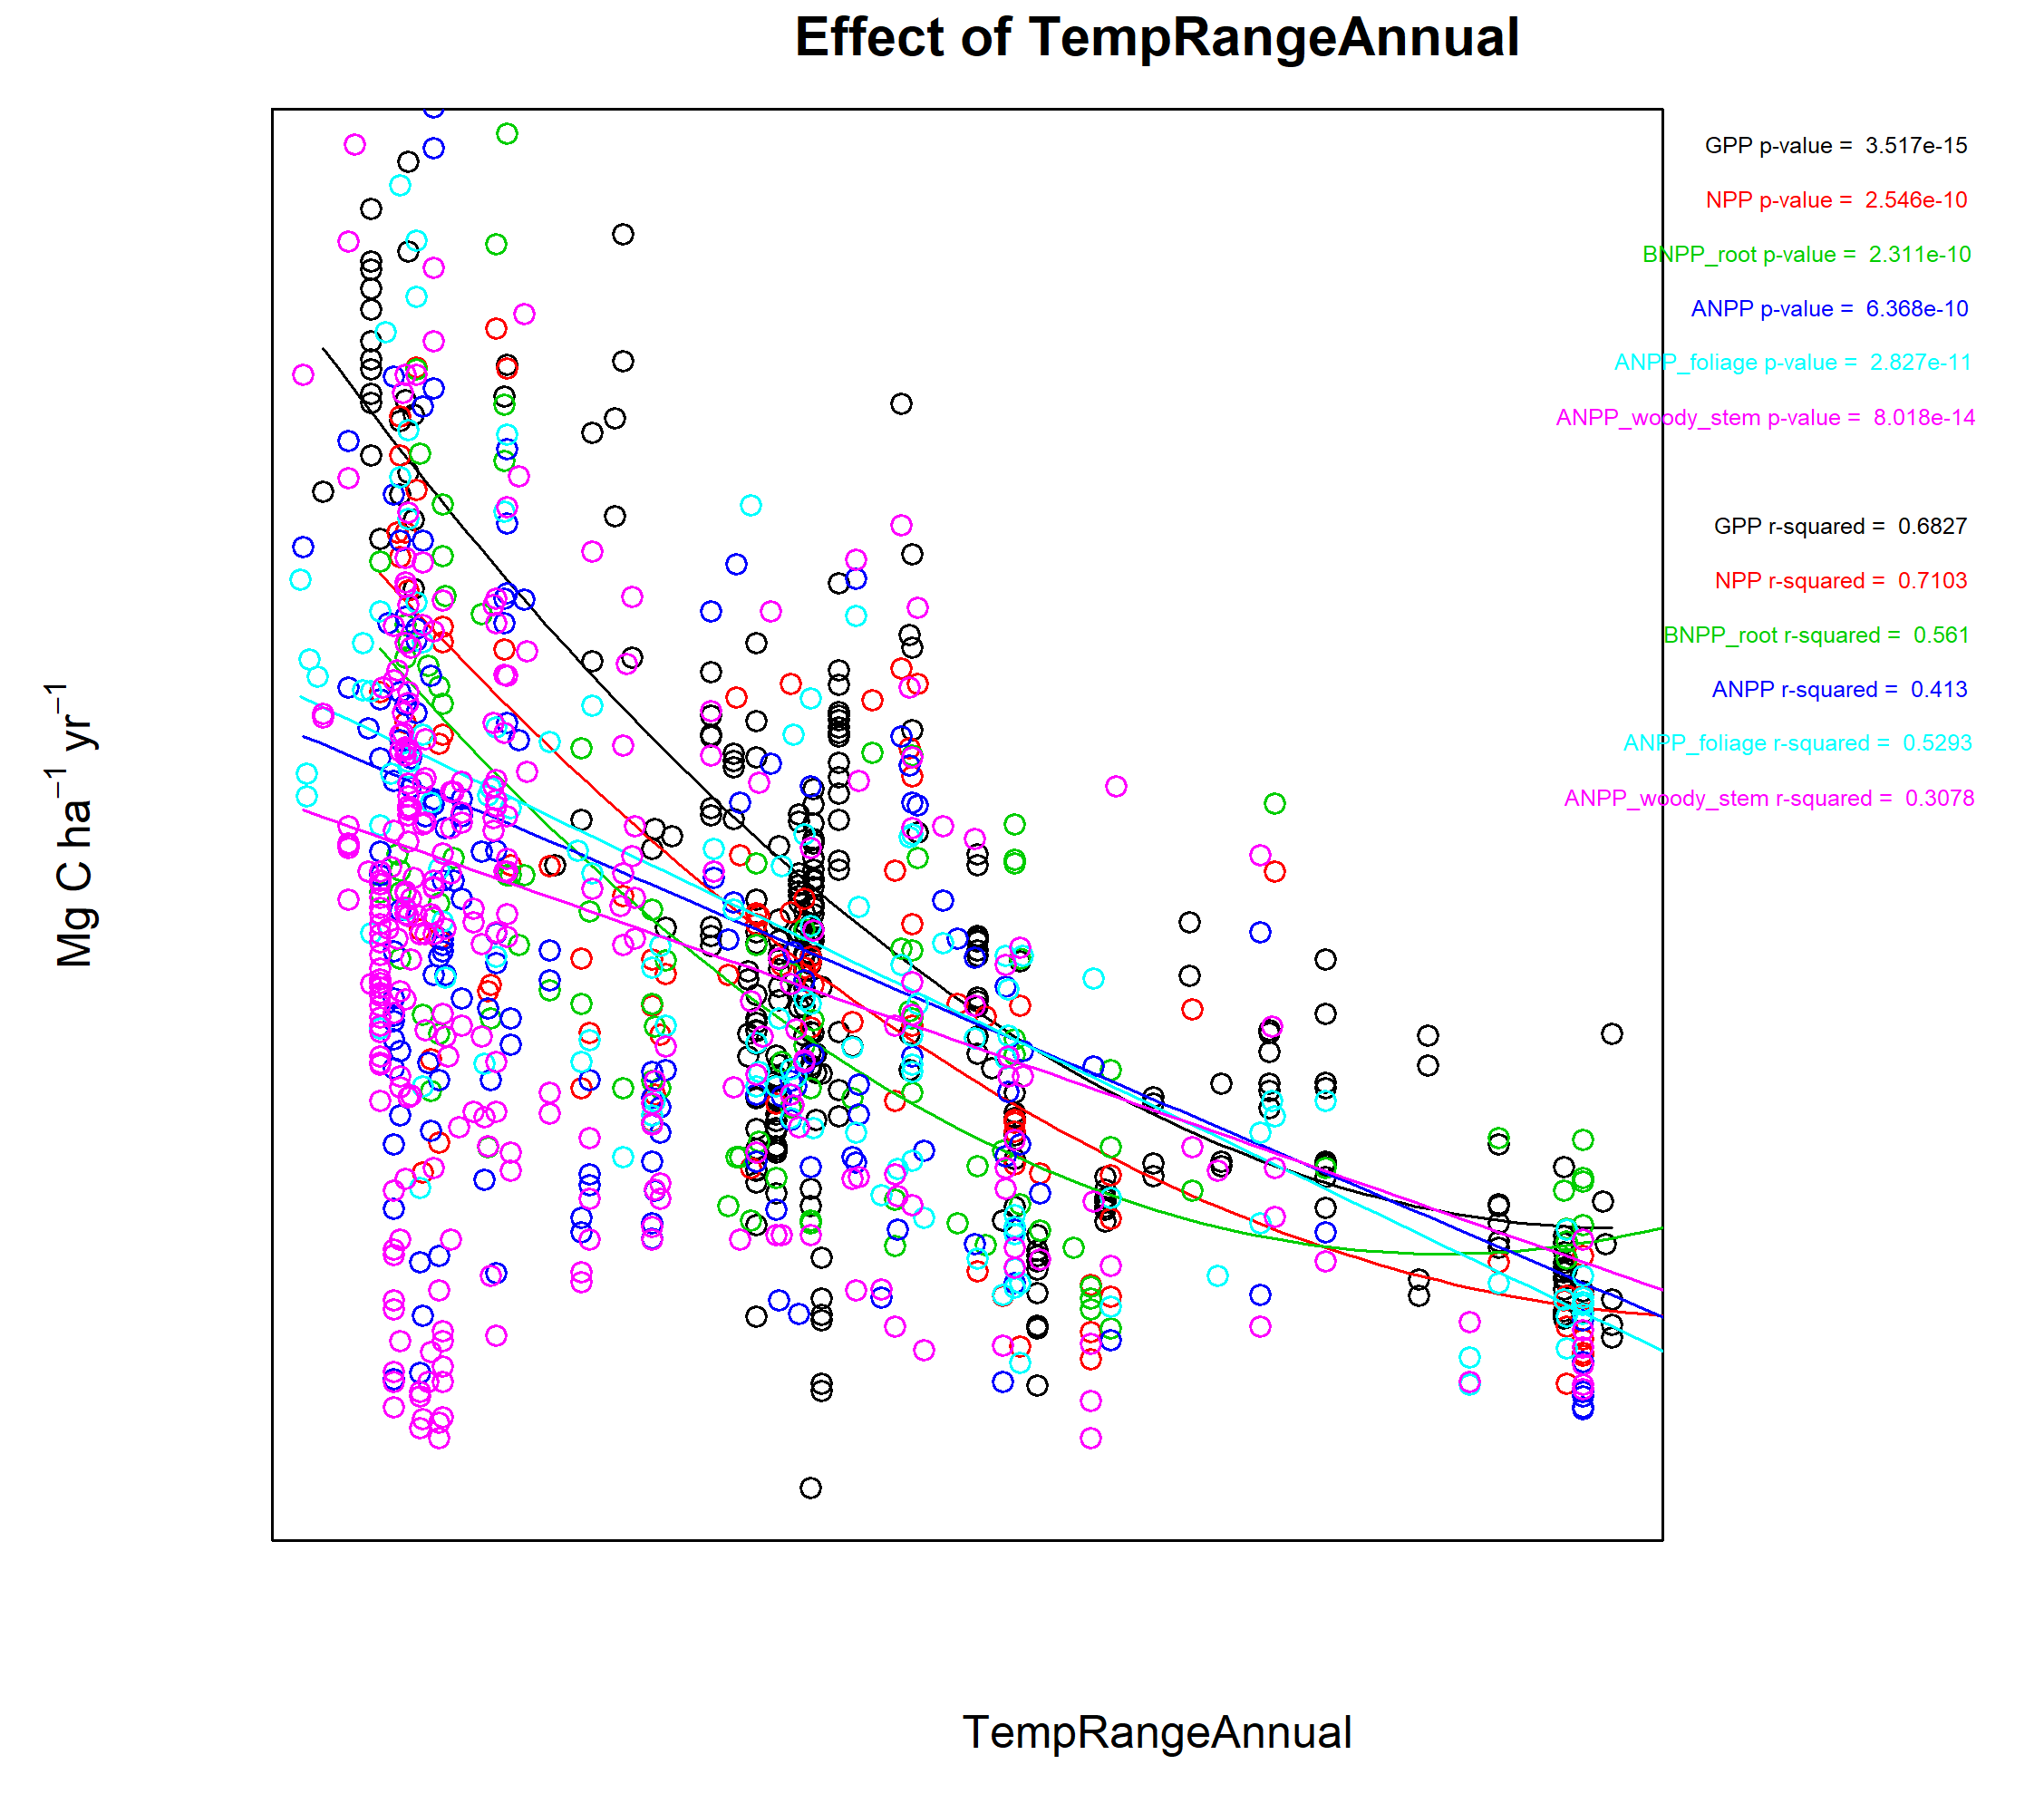 Effect of TempRangeAnnual
GPP p-value = 3.517e-15
NPP p-value = 2.546e-10
BNPP_root p-value = 2.311e-10
ANPP p-value = 6.368e-10
ANPP_foliage p-value = 2.827e-11
ANPP_woody_stem p-value = 8.018e-14
GPP r-squared = 0.6827
NPP r-squared = 0.7103
BNPP_root r-squared = 0.561
ANPP r-squared = 0.413
ANPP_foliage r-squared = 0.5293
ANPP_woody_stem r-squared = 0.3078
Mg C ha⁻¹ yr⁻¹
TempRangeAnnual